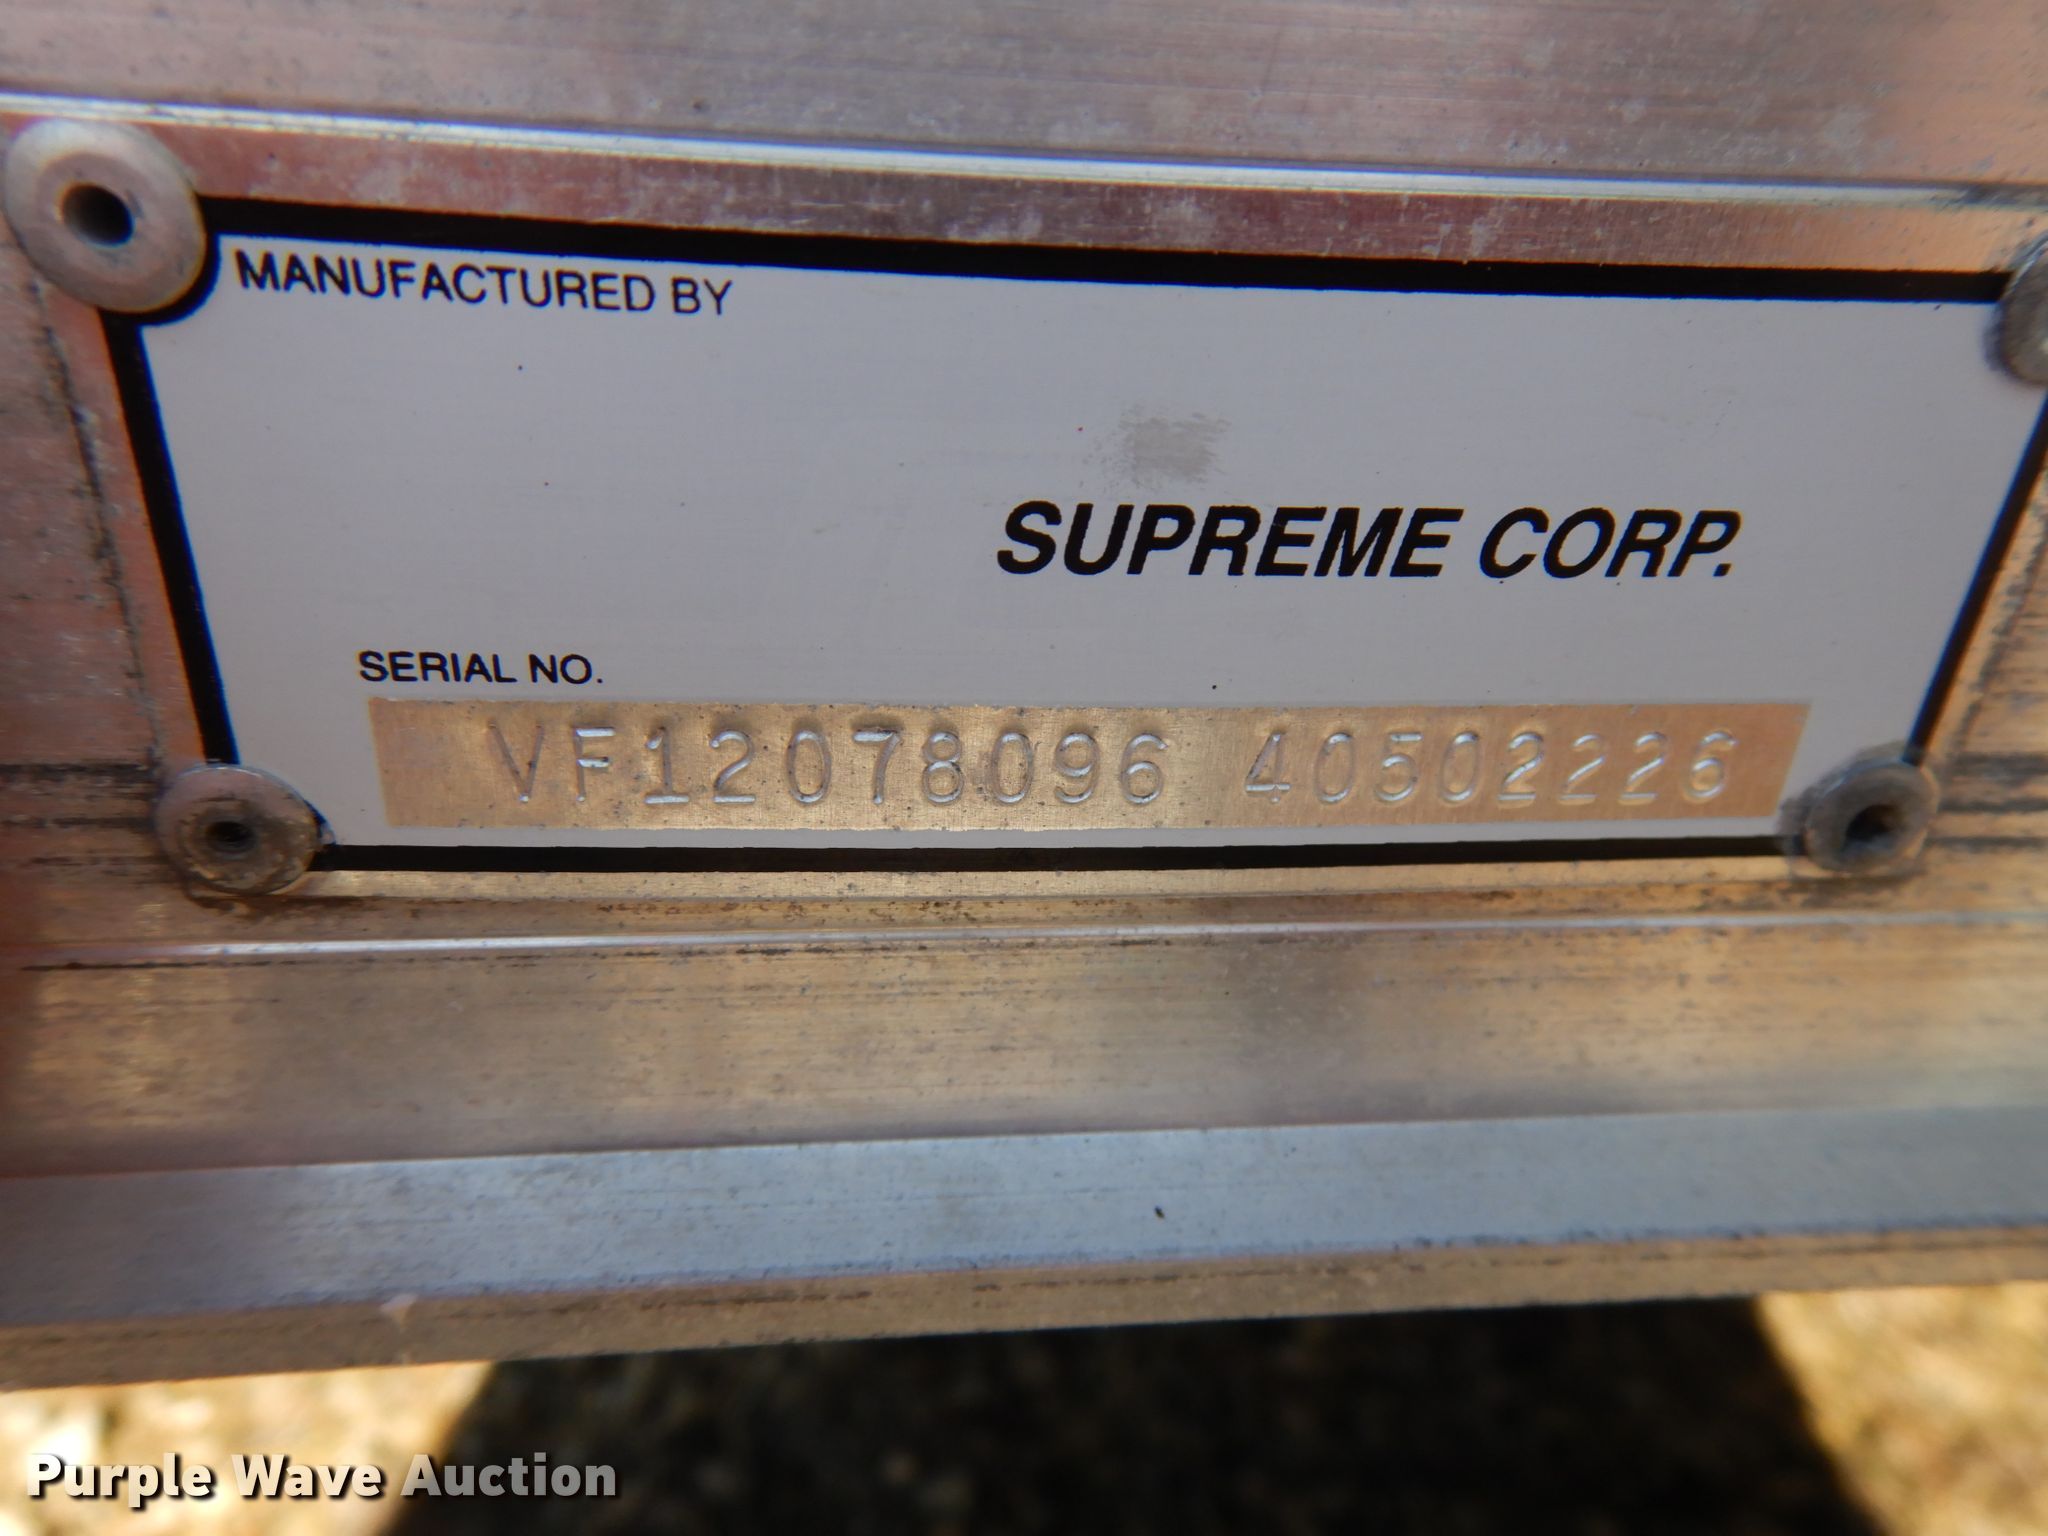 MANUFACTURED BY
SUPREME CORP.
SERIAL NO.
VF12078096 40502226
Purple Wave Auction